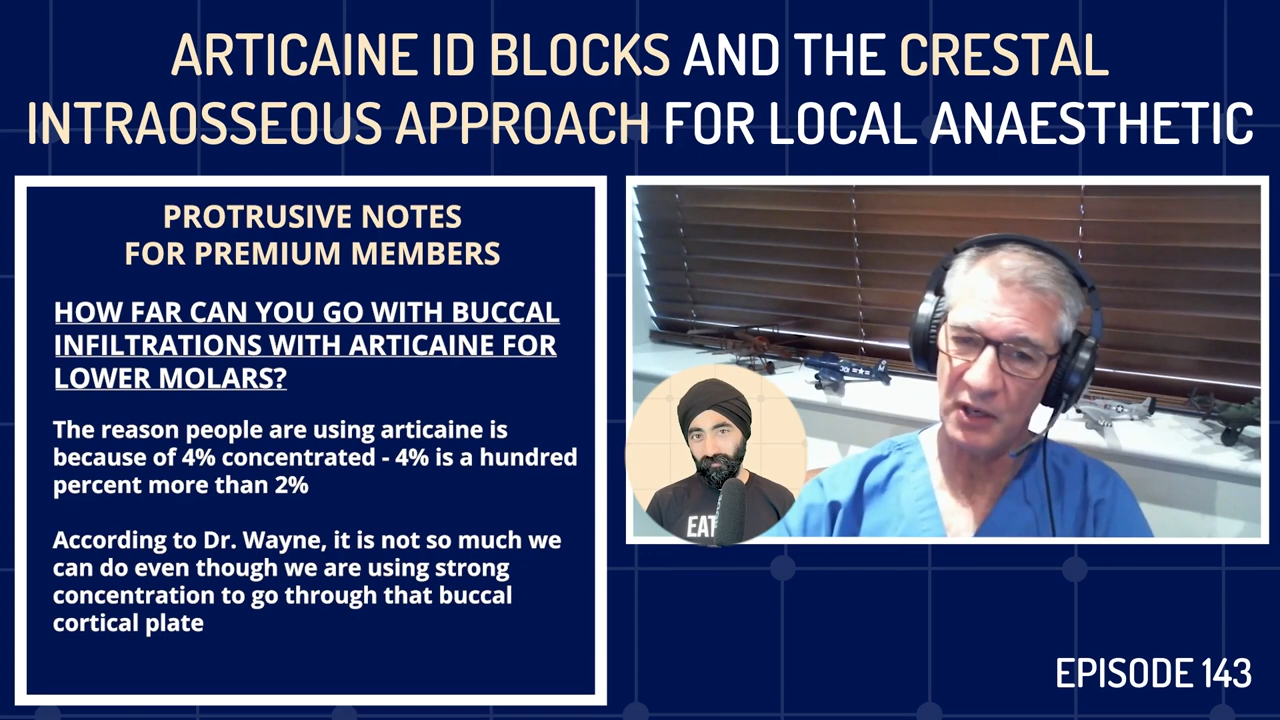 ARTICAINE ID BLOCKS AND THE CRESTAL
INTRAOSSEOUS APPROACH FOR LOCAL ANAESTHETIC
PROTRUSIVE NOTES
FOR PREMIUM MEMBERS
HOW FAR CAN YOU GO WITH BUCCAL
INFILTRATIONS WITH ARTICAINE FOR
LOWER MOLARS?
The reason people are using articaine is
because of 4% concentrated - 4% is a hundred
percent more than 2%
According to Dr. Wayne, it is not so much we
can do even though we are using strong
concentration to go through that buccal
cortical plate
EAT
EPISODE 143